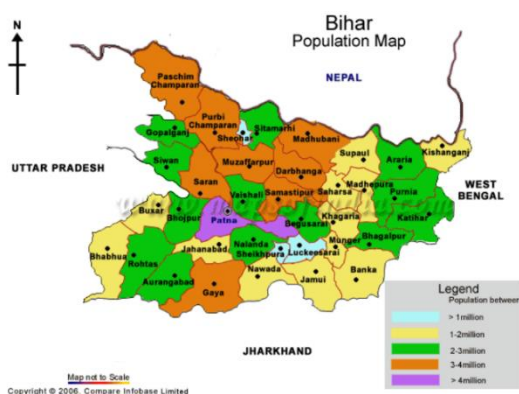 N
Bihar
Population Map
NEPAL
Paschim
Champaran
Purbi
Champaran
Sheohar
Sitamarhi
Gopalganj
Madhubani
Siwan
Muzaffarpur
Darbhanga
Supaul
Araria
Kishanganj
UTTAR PRADESH
WEST
BENGAL
Saran
Vaishali
Samastipur
Saharsa
Madhepura
Purnia
Katihar
Buxar
Bhojpur
Patna
Begusarai
Khagaria
Bhabhua
Rohtas
Jahanabad
Nalanda
Sheikhpura
Luckeesarai
Munger
Bhagalpur
Aurangabad
Gaya
Nawada
Jamui
Banka
JHARKHAND
Legend
Population between
> 1million
1-2million
2-3million
3-4million
> 4million
Map not to Scale
Copyright © 2006, Compare Infobase Limited